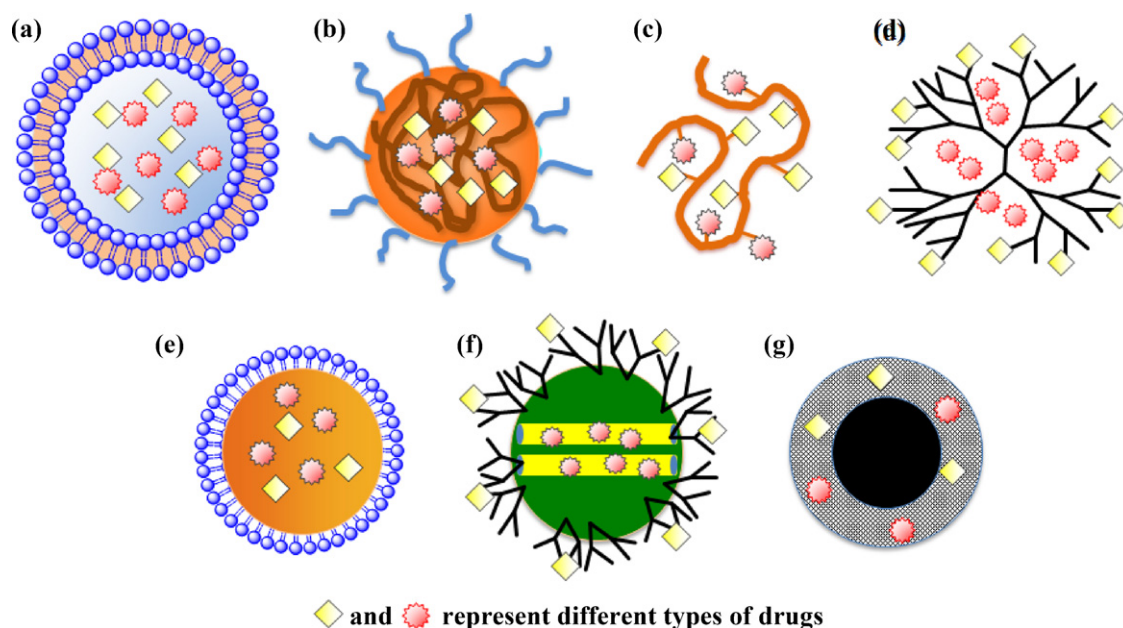 (a)
(b)
(c)
(d)
(e)
(f)
(g)
and
represent different types of drugs